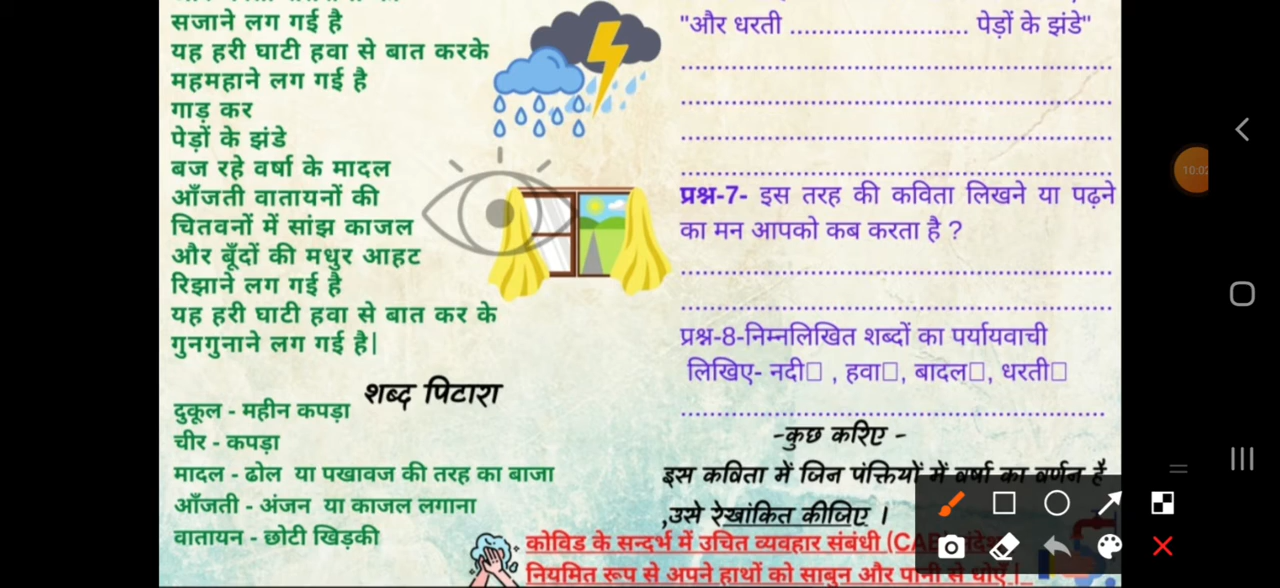 सजाने लग गई है
यह हरी घाटी हवा से बात करके
महमहाने लग गई है
गाड़ कर
पेड़ों के झंडे
बज रहे वर्षा के मादल
आँजती वातायनों की
चितवनों में सांझ काजल
और बूँदों की मधुर आहट
रिझाने लग गई है
यह हरी घाटी हवा से बात कर के
गुनगुनाने लग गई है|
शब्द पिटारा
दुकूल - महीन कपड़ा
चीर - कपड़ा
मादल - ढोल या पखावज की तरह का बाजा
आँजती - अंजन या काजल लगाना
वातायन - छोटी खिड़की
"और धरती ......................... पेड़ों के झंडे"
प्रश्न-7- इस तरह की कविता लिखने या पढ़ने
का मन आपको कब करता है ?
प्रश्न-8-निम्नलिखित शब्दों का पर्यायवाची
लिखिए- नदी , हवा, बादल, धरती
-कुछ करिए -
इस कविता में जिन पंक्तियों में वर्षा का वर्णन है
,उसे रेखांकित कीजिए ।
कोविड के सन्दर्भ में उचित व्यवहार संबंधी
नियमित रूप से अपने हाथों को साबुन और पानी से धोएँ |
10:02